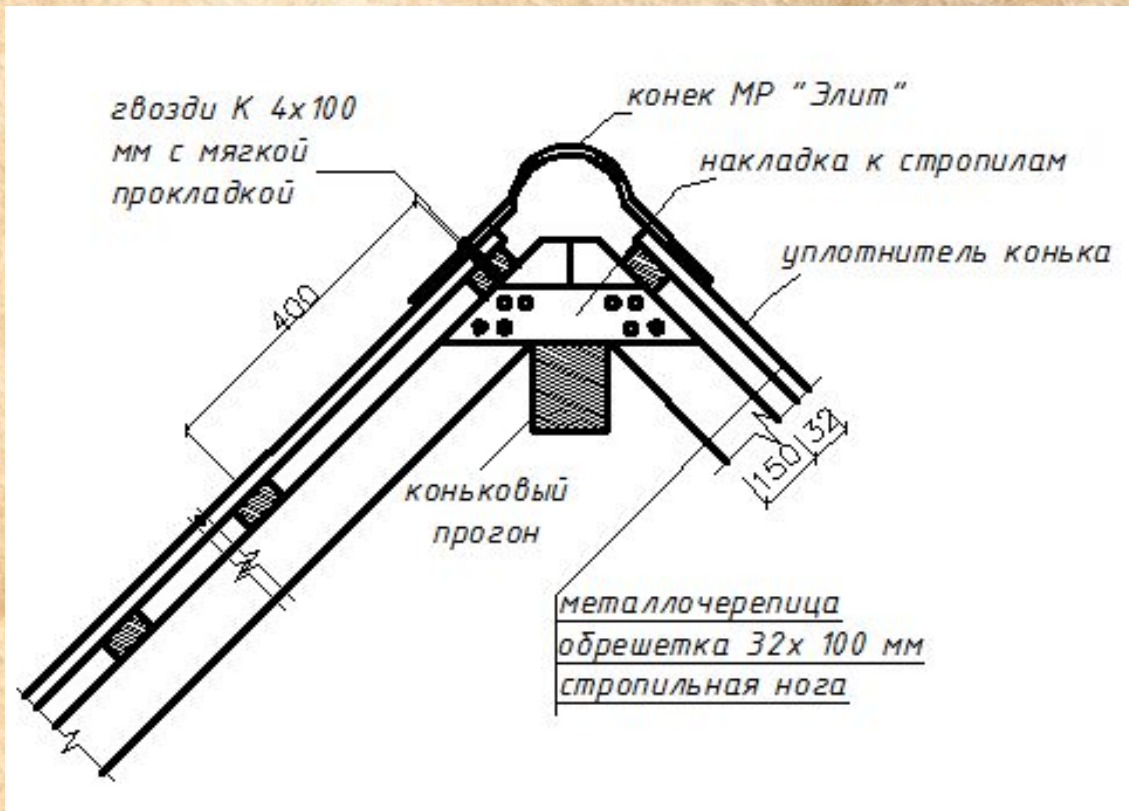 гвозди К 4х100
мм с мягкой
прокладкой
конек МР "Элит"
накладка к стропилам
уплотнитель конька
400
150
32
коньковый
прогон
металлочерепица
обрешетка 32х 100 мм
стропильная нога